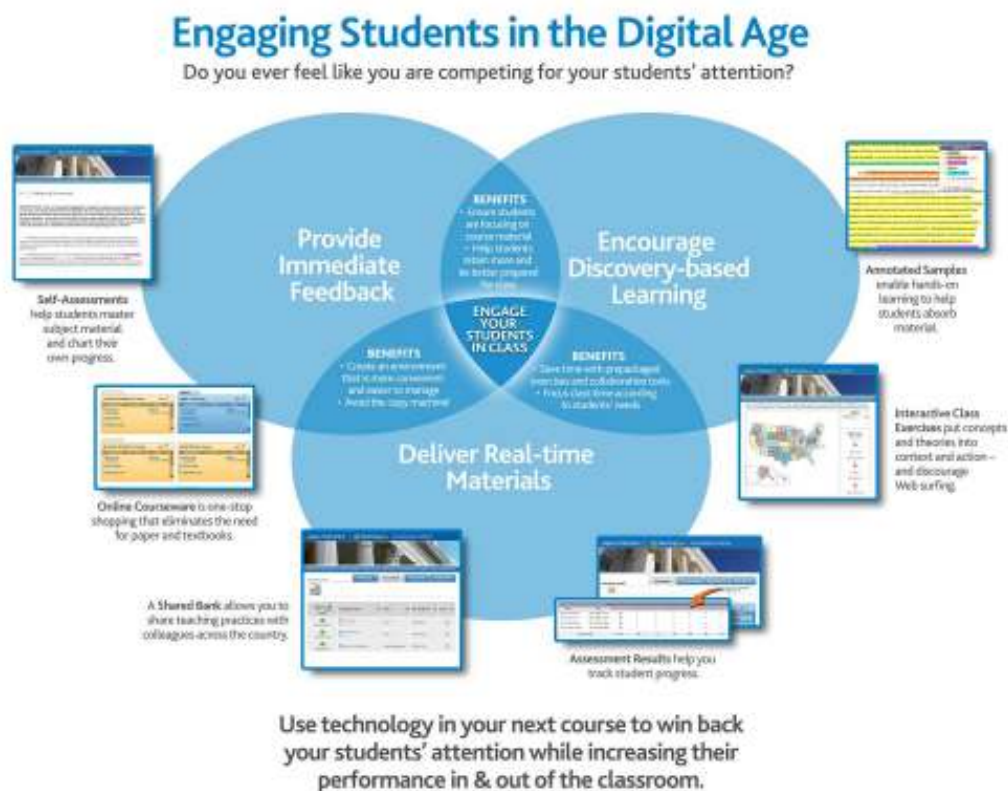 Engaging Students in the Digital Age
Do you ever feel like you are competing for your students' attention?
Provide
Immediate
Feedback
BENEFITS
• Ensure students
are focusing on
course material
• Help students
retain more and
be better prepared
for class
Encourage
Discovery-based
Learning
ENGAGE
YOUR
STUDENTS
IN CLASS
BENEFITS
• Create an environment
that is more convenient
and easier to manage
• Avoid the copy machine
BENEFITS
• Save time with prepackaged
exercises and collaboration tools
• Focus class time according
to students' needs
Deliver Real-time
Materials
Self-Assessments
help students master
subject material
and chart their
own progress.
Online Courseware is one-stop
shopping that eliminates the need
for paper and textbooks.
A Shared Bank allows you to
share teaching practices with
colleagues across the country.
Assessment Results help you
track student progress.
Annotated Samples
enable hands-on
learning to help
students absorb
material.
Interactive Class
Exercises put concepts
and theories into
context and action –
and discourage
Web surfing.
Use technology in your next course to win back
your students' attention while increasing their
performance in & out of the classroom.